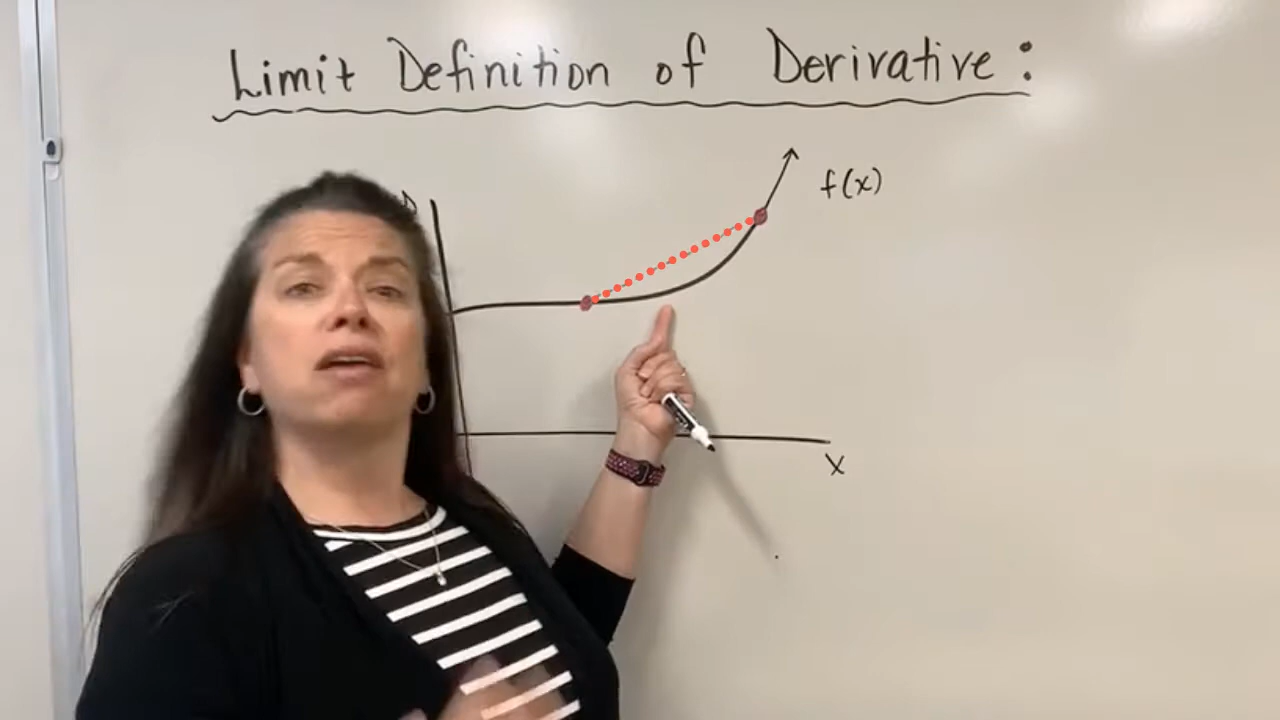 Limit Definition of Derivative:
f(x)
x